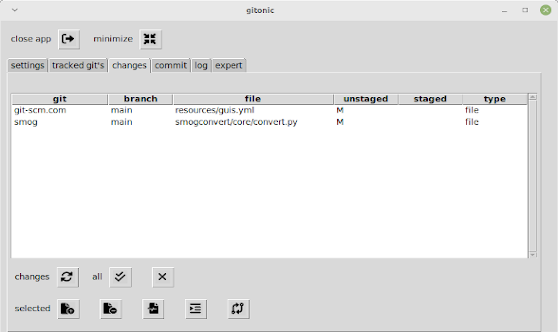 gitonic
close app minimize
settings tracked git's changes commit log expert
git branch file unstaged staged type
git-scm.com main resources/guis.yml M file
smog main smogconvert/core/convert.py M file
changes all
selected